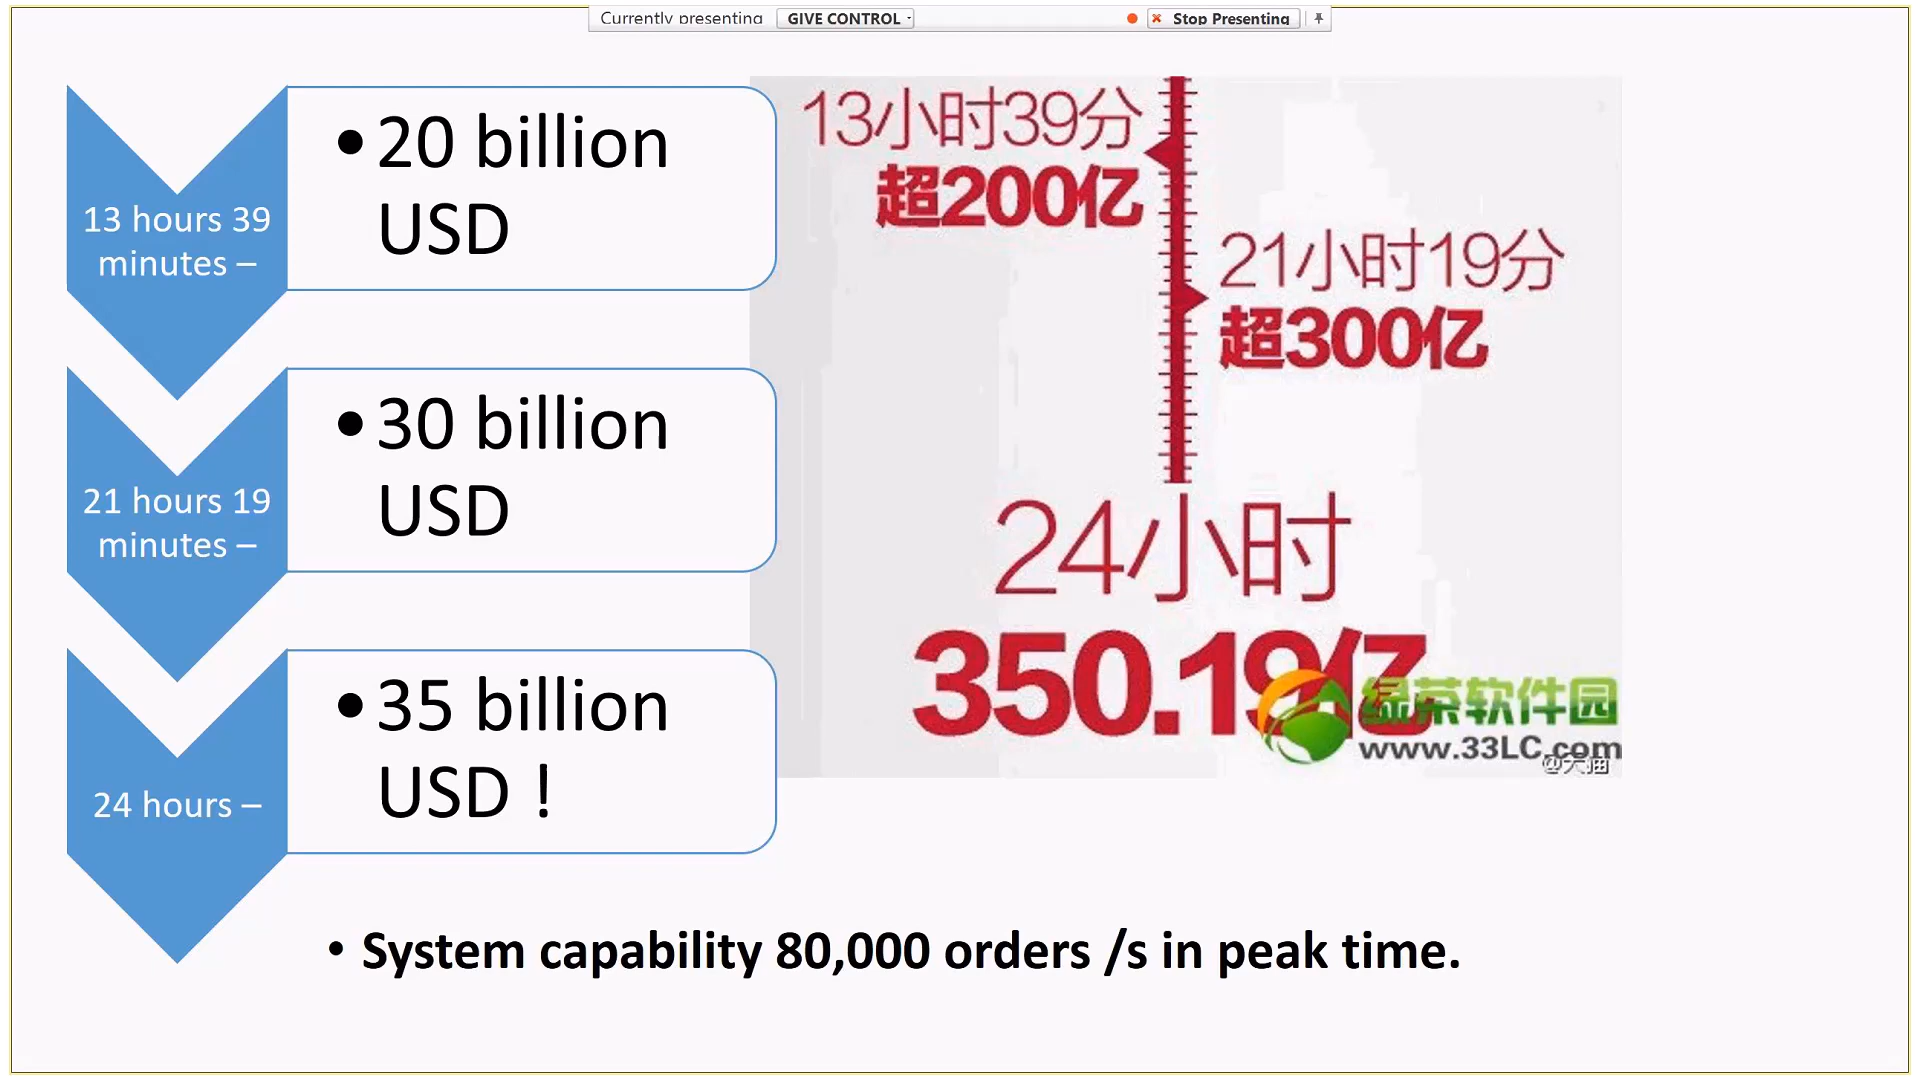 Currently presenting
GIVE CONTROL
Stop Presenting
13 hours 39
minutes –
• 20 billion
USD
21 hours 19
minutes –
• 30 billion
USD
24 hours –
• 35 billion
USD !
13小时39分
超200亿
21小时19分
超300亿
24小时
350.19亿
绿茶软件园
www.33LC.com
@天猫
• System capability 80,000 orders /s in peak time.